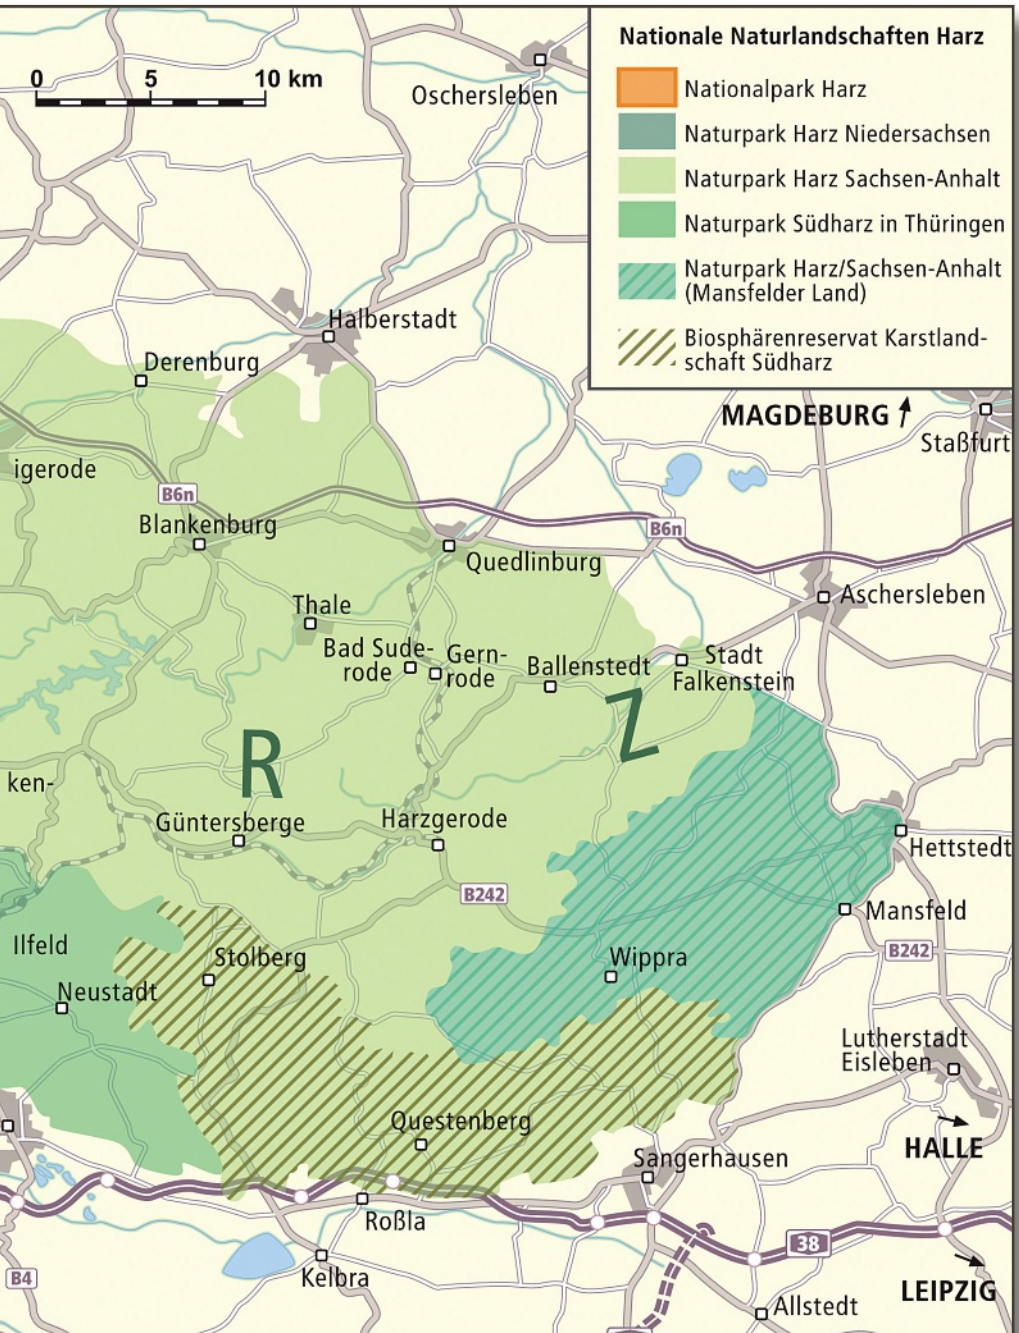 Nationale Naturlandschaften Harz
Nationalpark Harz
Naturpark Harz Niedersachsen
Naturpark Harz Sachsen-Anhalt
Naturpark Südharz in Thüringen
Naturpark Harz/Sachsen-Anhalt
(Mansfelder Land)
Biosphärenreservat Karstland-
schaft Südharz
0 5 10 km
Oschersleben
Halberstadt
Derenburg
MAGDEBURG
Staßfurt
igerode
B6n
Blankenburg
B6n
Quedlinburg
Aschersleben
Thale
Bad Sude-
rode
Gern-
rode
Ballenstedt
Stadt
Falkenstein
R
Z
ken-
Güntersberge
Harzgerode
Hettstedt
B242
Mansfeld
Ilfeld
Stolberg
Wippra
B242
Neustadt
Lutherstadt
Eisleben
Questenberg
HALLE
Sangerhausen
Roßla
38
Kelbra
B4
LEIPZIG
Allstedt